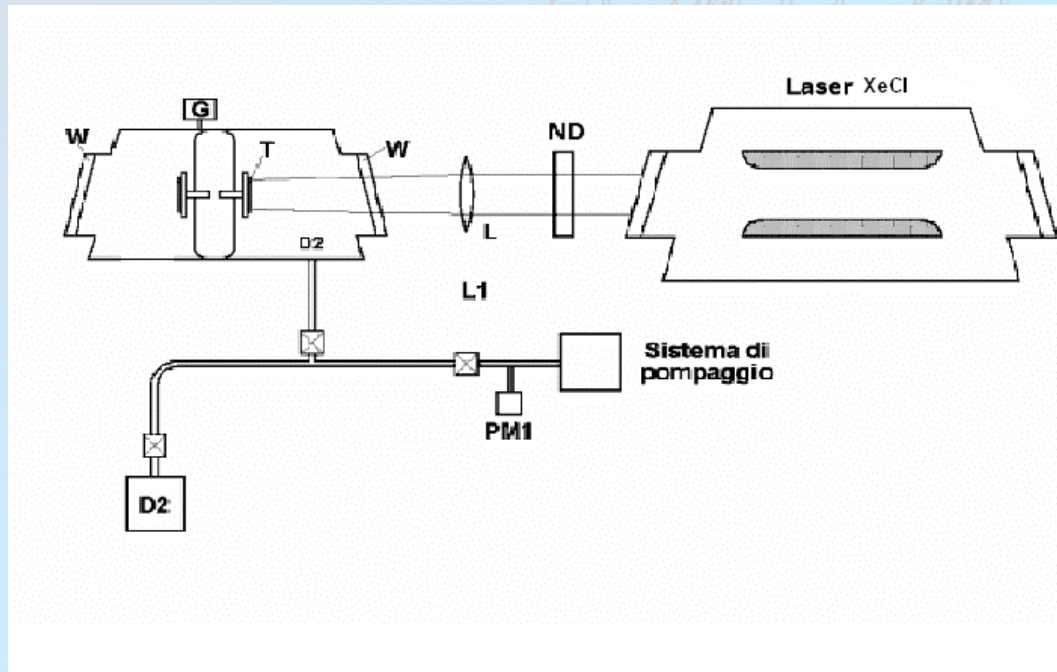 Laser XeCl
G
ND
W
T
W
D2
L
L1
Sistema di
pompaggio
PM1
D2